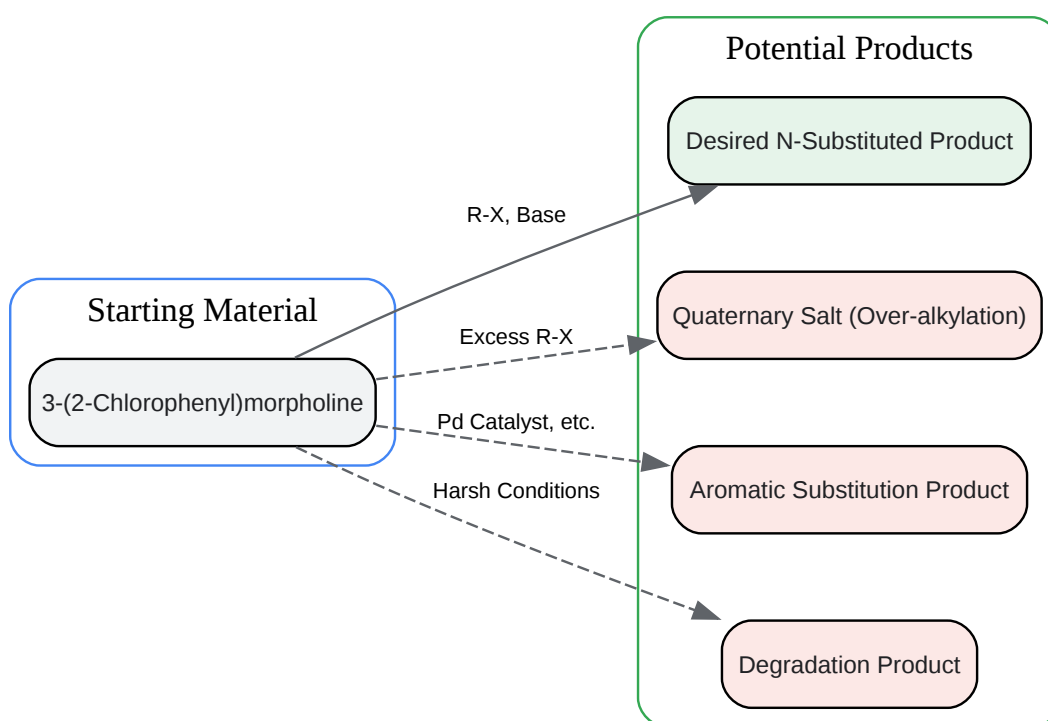 Potential Products
Desired N-Substituted Product
R-X, Base
Starting Material
Quaternary Salt (Over-alkylation)
Excess R-X
3-(2-Chlorophenyl)morpholine
Pd Catalyst, etc.
Aromatic Substitution Product
Harsh Conditions
Degradation Product